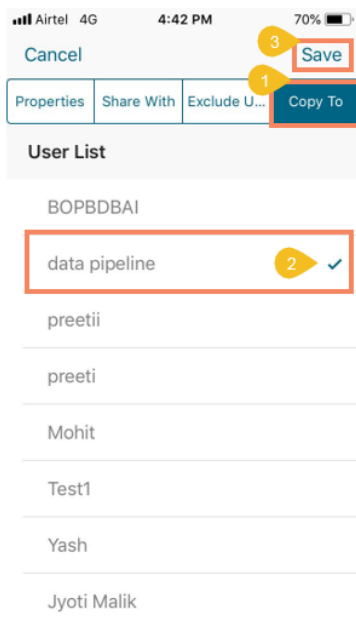 Airtel 4G 4:42 PM 70%
3
Cancel Save
1
Properties Share With Exclude U... Copy To
User List
BOPBDBAI
data pipeline 2
preetii
preeti
Mohit
Test1
Yash
Jyoti Malik